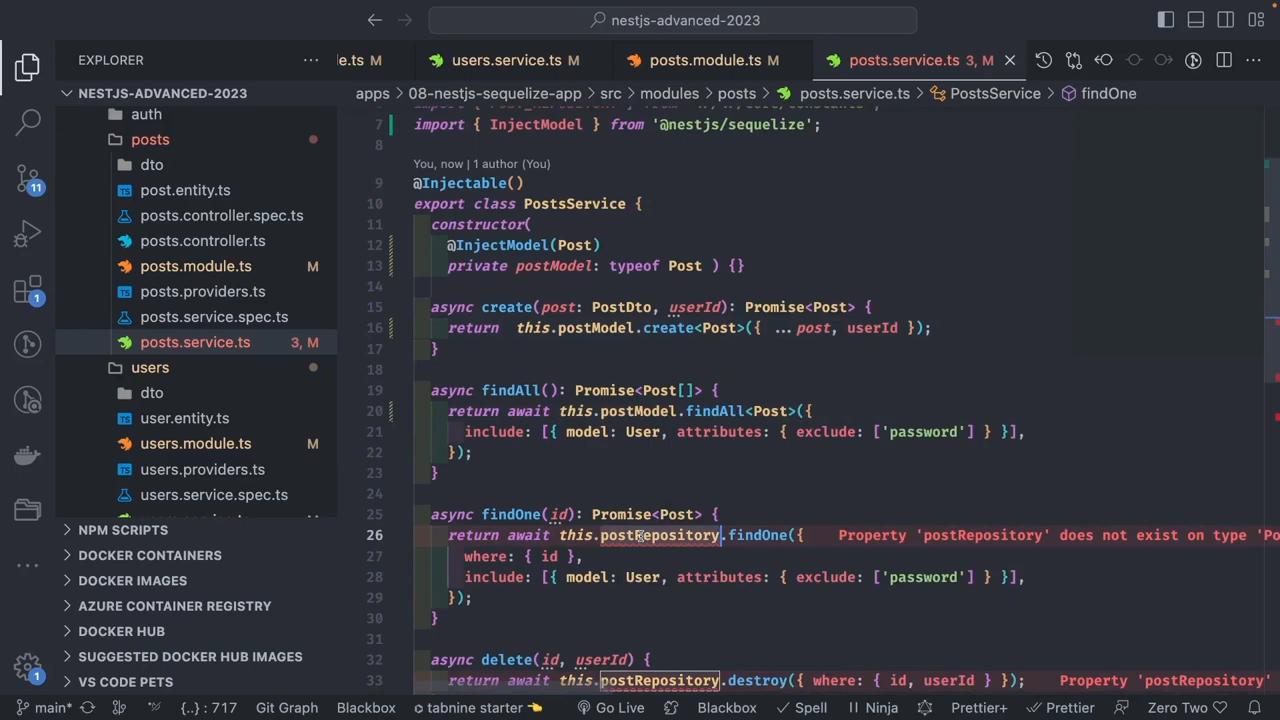 nestjs-advanced-2023
EXPLORER
le.ts M
users.service.ts M
posts.module.ts M
posts.service.ts 3, M
NESTJS-ADVANCED-2023
apps > 08-nestjs-sequelize-app > src > modules > posts > posts.service.ts > PostsService > findOne
auth
posts
dto
post.entity.ts
posts.controller.spec.ts
posts.controller.ts
posts.module.ts M
posts.providers.ts
posts.service.spec.ts
posts.service.ts 3, M
users
dto
user.entity.ts
users.module.ts M
users.providers.ts
users.service.spec.ts
NPM SCRIPTS
DOCKER CONTAINERS
DOCKER IMAGES
AZURE CONTAINER REGISTRY
DOCKER HUB
SUGGESTED DOCKER HUB IMAGES
VS CODE PETS
11
1
1
7 import { InjectModel } from '@nestjs/sequelize';
8
You, now | 1 author (You)
9 @Injectable()
10 export class PostsService {
11 constructor(
12 @InjectModel(Post)
13 private postModel: typeof Post ) {}
14
15 async create(post: PostDto, userId): Promise<Post> {
16 return this.postModel.create<Post>({ ...post, userId });
17 }
18
19 async findAll(): Promise<Post[]> {
20 return await this.postModel.findAll<Post>({
21 include: [{ model: User, attributes: { exclude: ['password'] } }],
22 });
23 }
24
25 async findOne(id): Promise<Post> {
26 return await this.postRepository.findOne({ Property 'postRepository' does not exist on type 'Po
27 where: { id },
28 include: [{ model: User, attributes: { exclude: ['password'] } }],
29 });
30 }
31
32 async delete(id, userId) {
33 return await this.postRepository.destroy({ where: { id, userId } }); Property 'postRepository'
main* {..} : 717 Git Graph Blackbox tabnine starter Go Live Blackbox Spell Ninja Prettier+ Prettier Zero Two